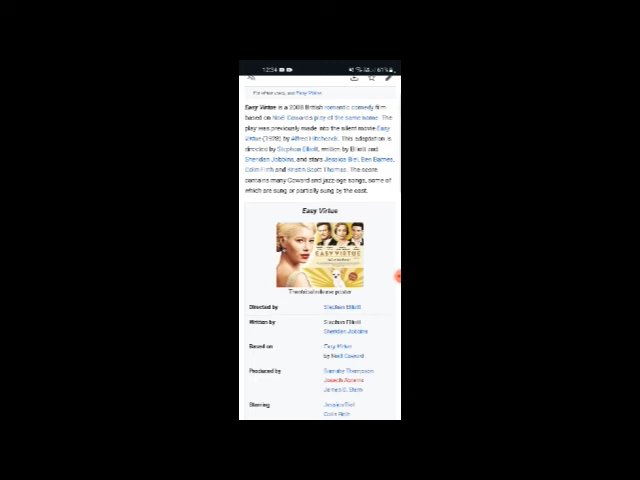 12:34
For other uses, see Easy Virtue
Easy Virtue is a 2008 British romantic comedy film
based on Noël Coward's play of the same name. The
play was previously made into the silent movie Easy
Virtue (1928) by Alfred Hitchcock. This adaptation is
directed by Stephan Elliott, written by Elliott and
Sheridan Jobbins, and stars Jessica Biel, Ben Barnes,
Colin Firth and Kristin Scott Thomas. The score
contains many Coward and jazz-age songs, some of
which are sung or partially sung by the cast.
Easy Virtue
EASY VIRTUE
Theatrical release poster
Directed by Stephan Elliott
Written by Stephan Elliott
Sheridan Jobbins
Based on Easy Virtue
by Noël Coward
Produced by Barnaby Thompson
Joseph Abrams
James D. Stern
Starring Jessica Biel
Colin Firth